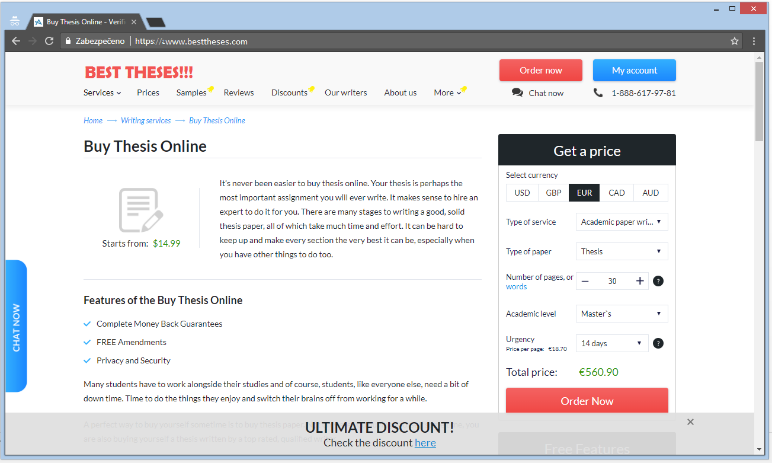 Buy Thesis Online - Verif
Zabezpečeno
https://www.besttheses.com
BEST THESES!!!
Order now
My account
Services
Prices
Samples
Reviews
Discounts
Our writers
About us
More
Chat now
1-888-617-97-81
Home — Writing services — Buy Thesis Online
Buy Thesis Online
Starts from: $14.99
It's never been easier to buy thesis online. Your thesis is perhaps the
most important assignment you will ever write. It makes sense to hire an
expert to do it for you. There are many stages to writing a good, solid
thesis paper, all of which take much time and effort. It can be hard to
keep up and make every section the very best it can be, especially when
you have other things to do too.
Features of the Buy Thesis Online
Complete Money Back Guarantees
FREE Amendments
Privacy and Security
Many students have to work alongside their studies and of course, students, like everyone else, need a bit of
down time. Time to do the things they enjoy and switch their brains off from working for a while.
Get a price
Select currency
USD GBP EUR CAD AUD
Type of service
Academic paper wri...
Type of paper
Thesis
Number of pages, or
words
− 30 + ?
Academic level
Master's
Urgency
Price per page: €18.70
14 days
?
Total price: €560.90
Order Now
Free Features
CHAT NOW
ULTIMATE DISCOUNT!
Check the discount here